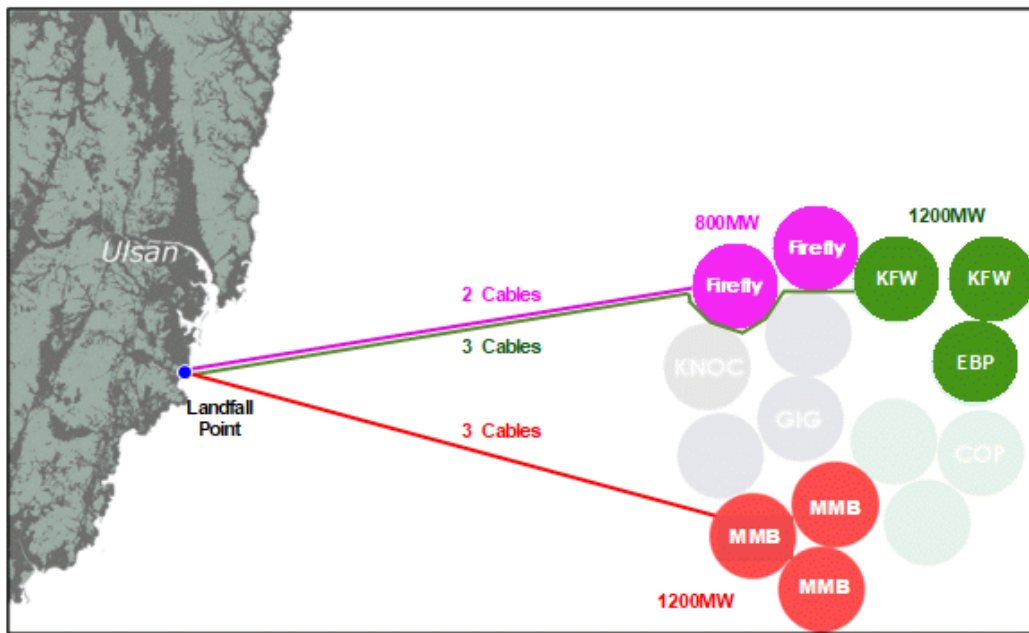 800MW
1200MW
Firefly
Firefly
KFW
KFW
Ulsan
2 Cables
3 Cables
EBP
KNOC
Landfall
Point
GIG
3 Cables
COP
MMB
MMB
MMB
1200MW